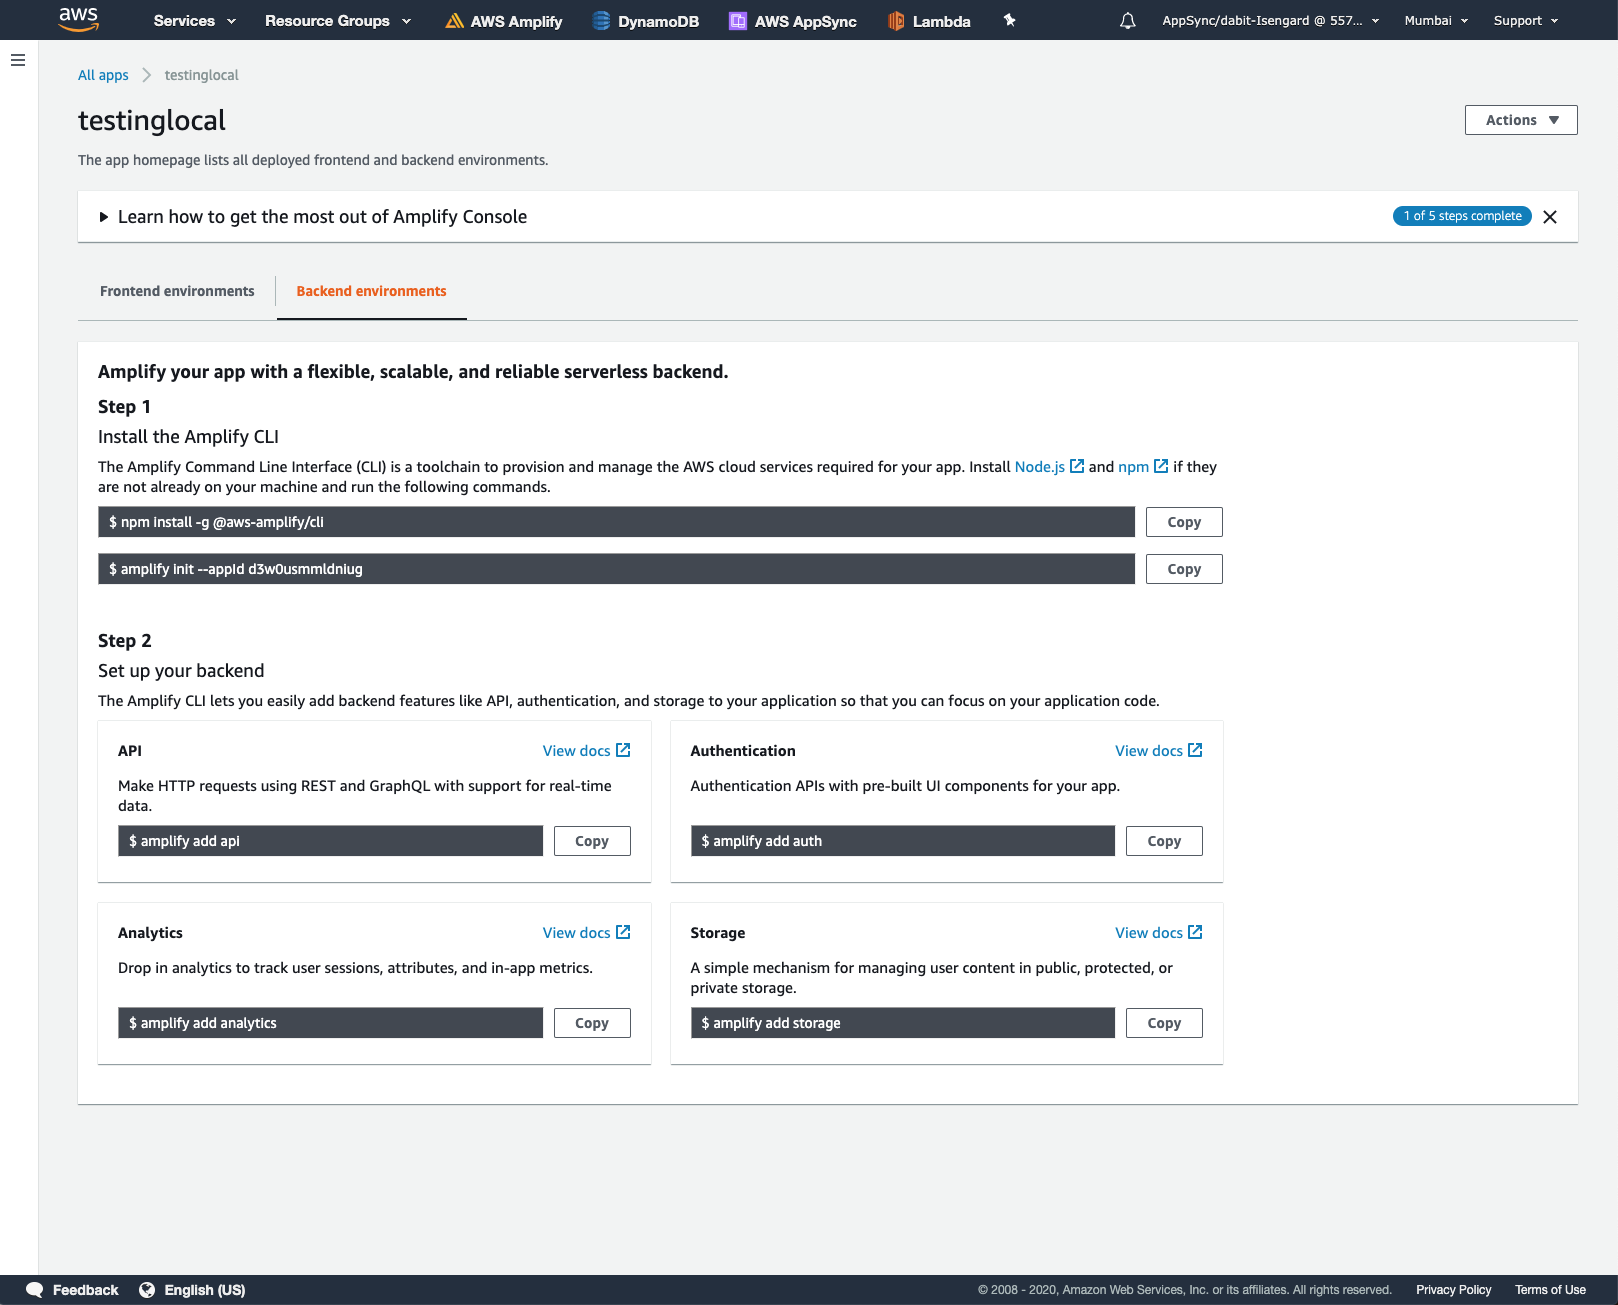 aws Services Resource Groups AWS Amplify DynamoDB AWS AppSync Lambda AppSync/dabit-Isengard @ 557... Mumbai Support
All apps testinglocal
testinglocal
Actions
The app homepage lists all deployed frontend and backend environments.
Learn how to get the most out of Amplify Console
1 of 5 steps complete
Frontend environments Backend environments
Amplify your app with a flexible, scalable, and reliable serverless backend.
Step 1
Install the Amplify CLI
The Amplify Command Line Interface (CLI) is a toolchain to provision and manage the AWS cloud services required for your app. Install Node.js and npm if they
are not already on your machine and run the following commands.
$ npm install -g @aws-amplify/cli Copy
$ amplify init --appId d3w0usmmldniug Copy
Step 2
Set up your backend
The Amplify CLI lets you easily add backend features like API, authentication, and storage to your application so that you can focus on your application code.
API View docs
Make HTTP requests using REST and GraphQL with support for real-time
data.
$ amplify add api Copy
Authentication View docs
Authentication APIs with pre-built UI components for your app.
$ amplify add auth Copy
Analytics View docs
Drop in analytics to track user sessions, attributes, and in-app metrics.
$ amplify add analytics Copy
Storage View docs
A simple mechanism for managing user content in public, protected, or
private storage.
$ amplify add storage Copy
Feedback English (US) © 2008 - 2020, Amazon Web Services, Inc. or its affiliates. All rights reserved. Privacy Policy Terms of Use